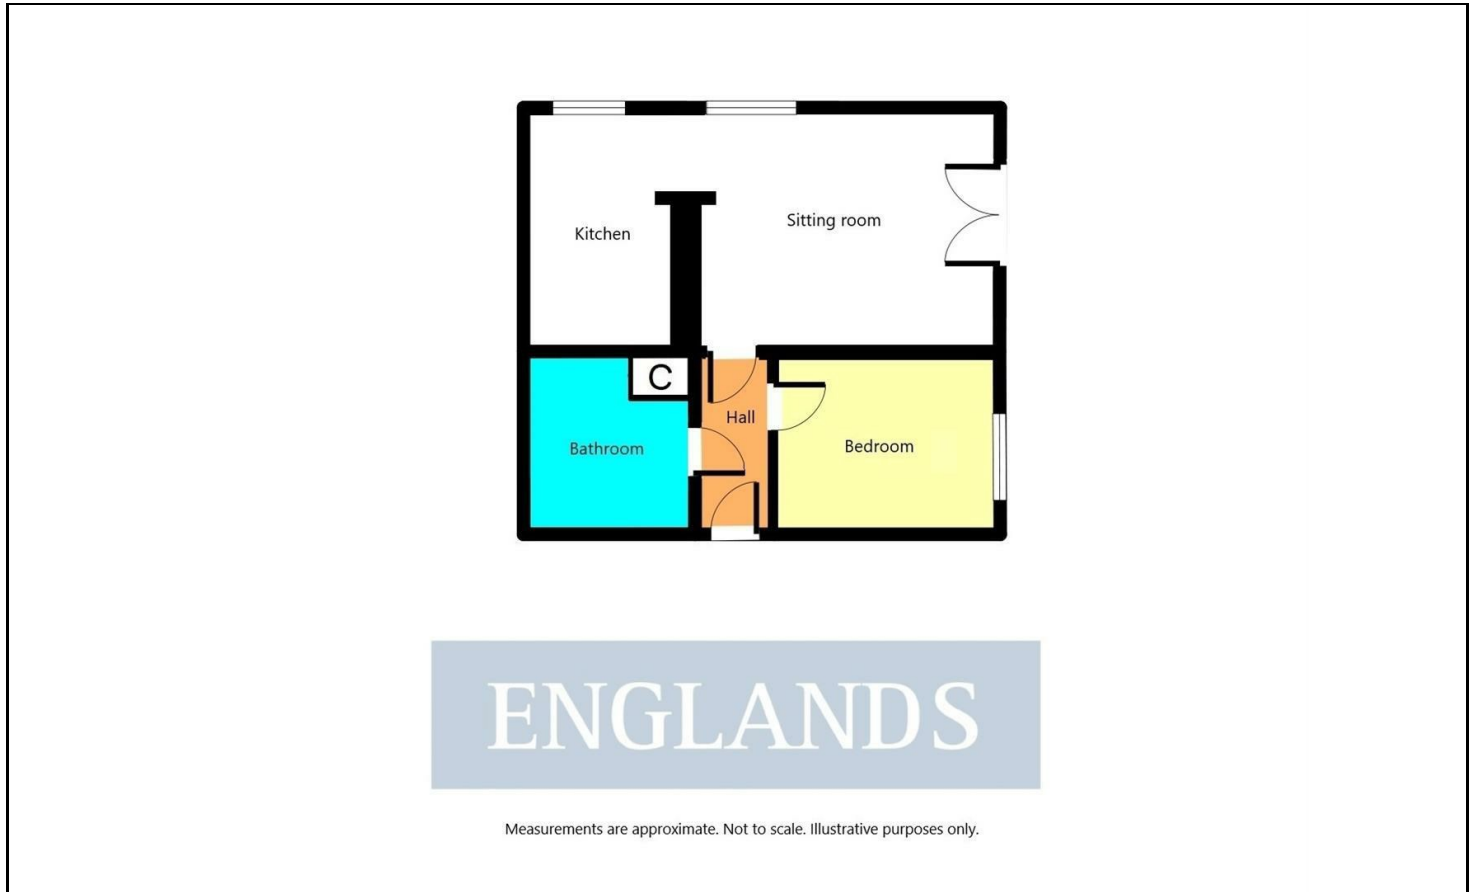 Kitchen
Sitting room
C
Hall
Bathroom
Bedroom
ENGLANDS
Measurements are approximate. Not to scale. Illustrative purposes only.